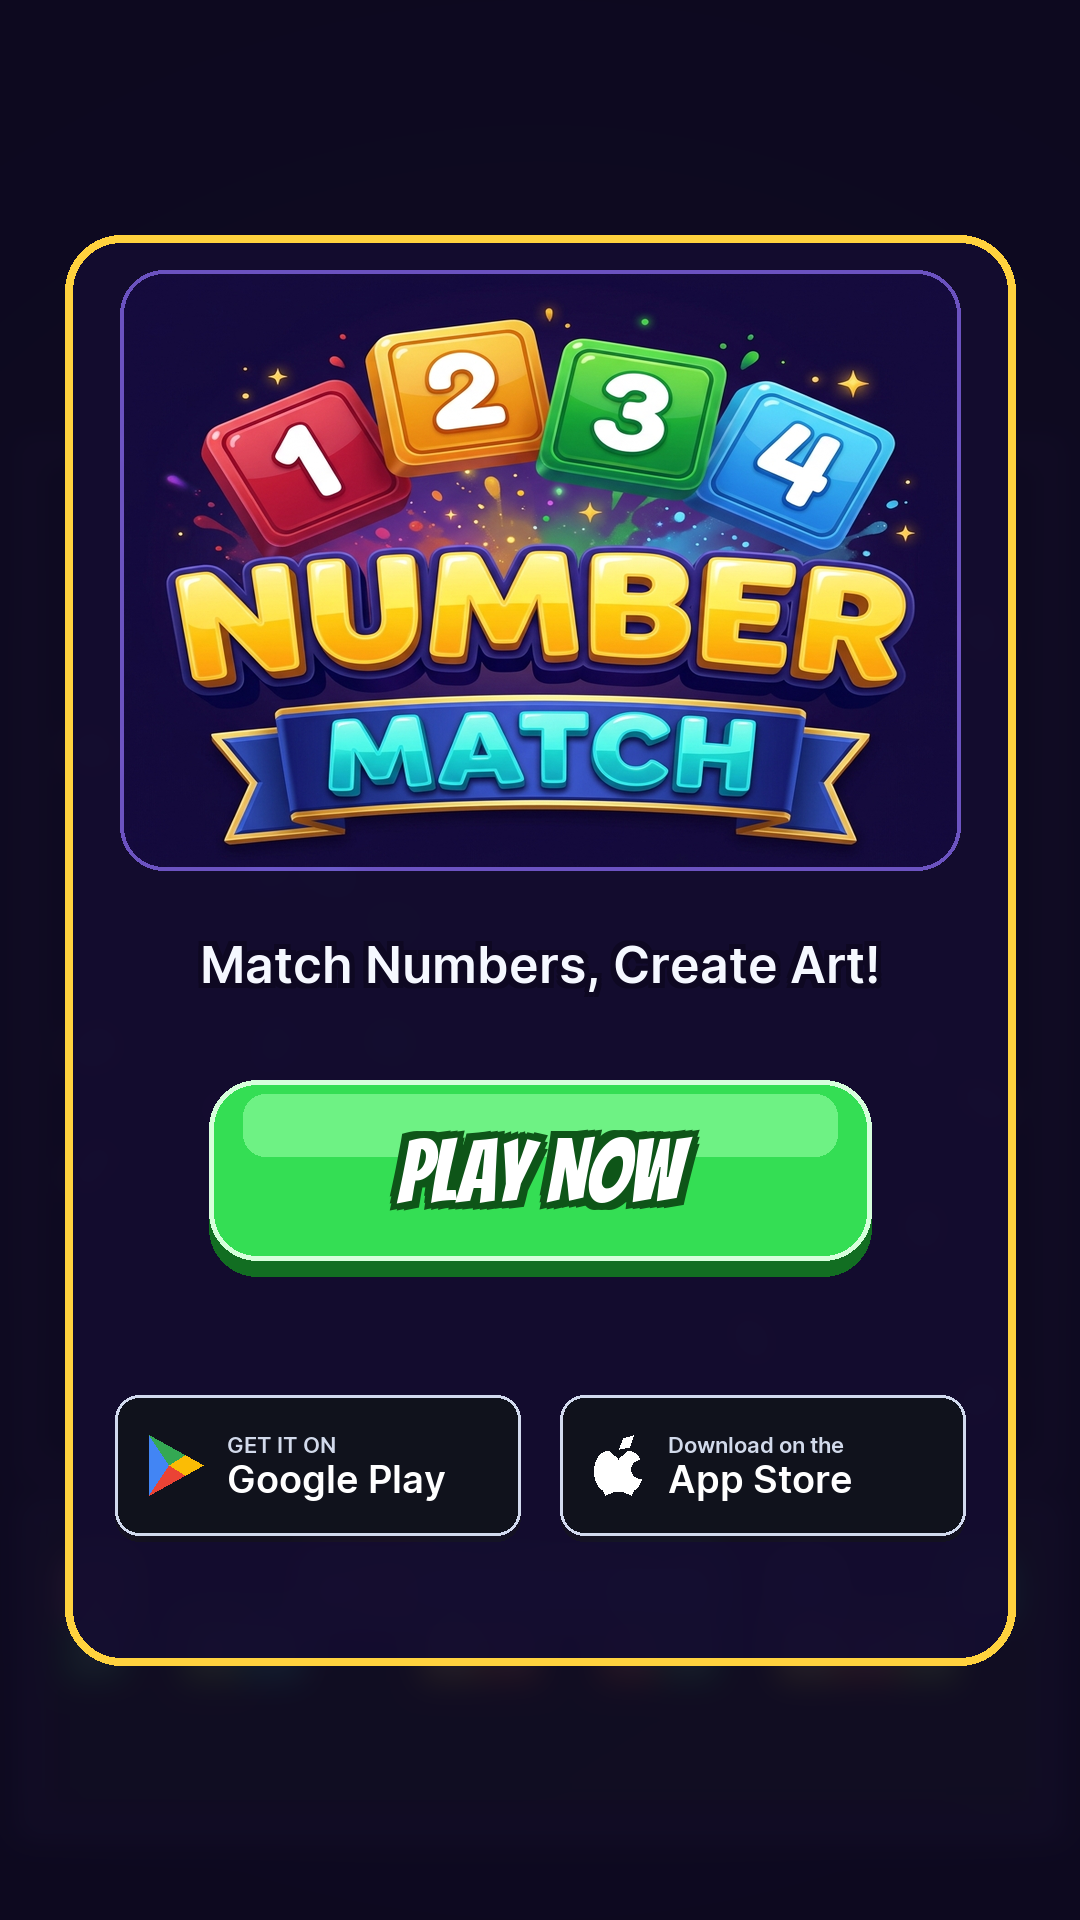 1 2 3 4
NUMBER
MATCH
Match Numbers, Create Art!
PLAY NOW
GET IT ON
Google Play
Download on the
App Store